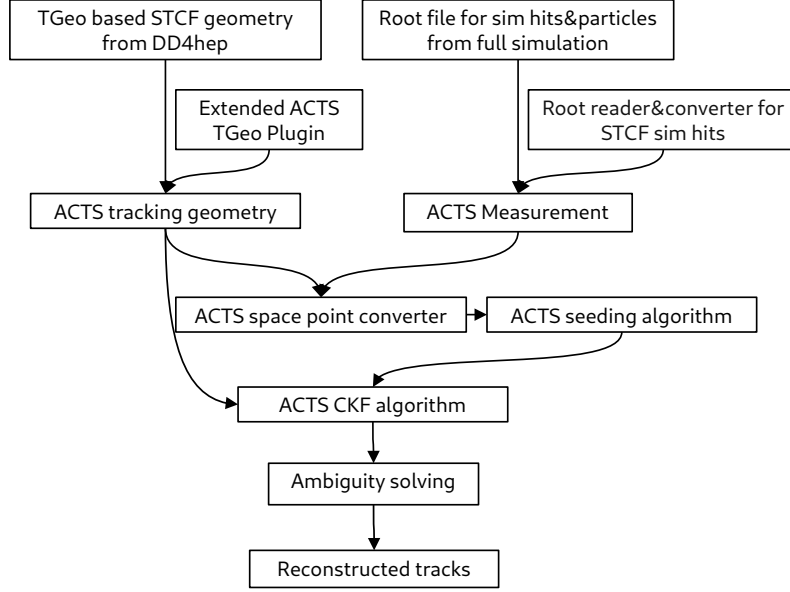 TGeo based STCF geometry
from DD4hep
Root file for sim hits&particles
from full simulation
Extended ACTS
TGeo Plugin
Root reader&converter for
STCF sim hits
ACTS tracking geometry
ACTS Measurement
ACTS space point converter
ACTS seeding algorithm
ACTS CKF algorithm
Ambiguity solving
Reconstructed tracks